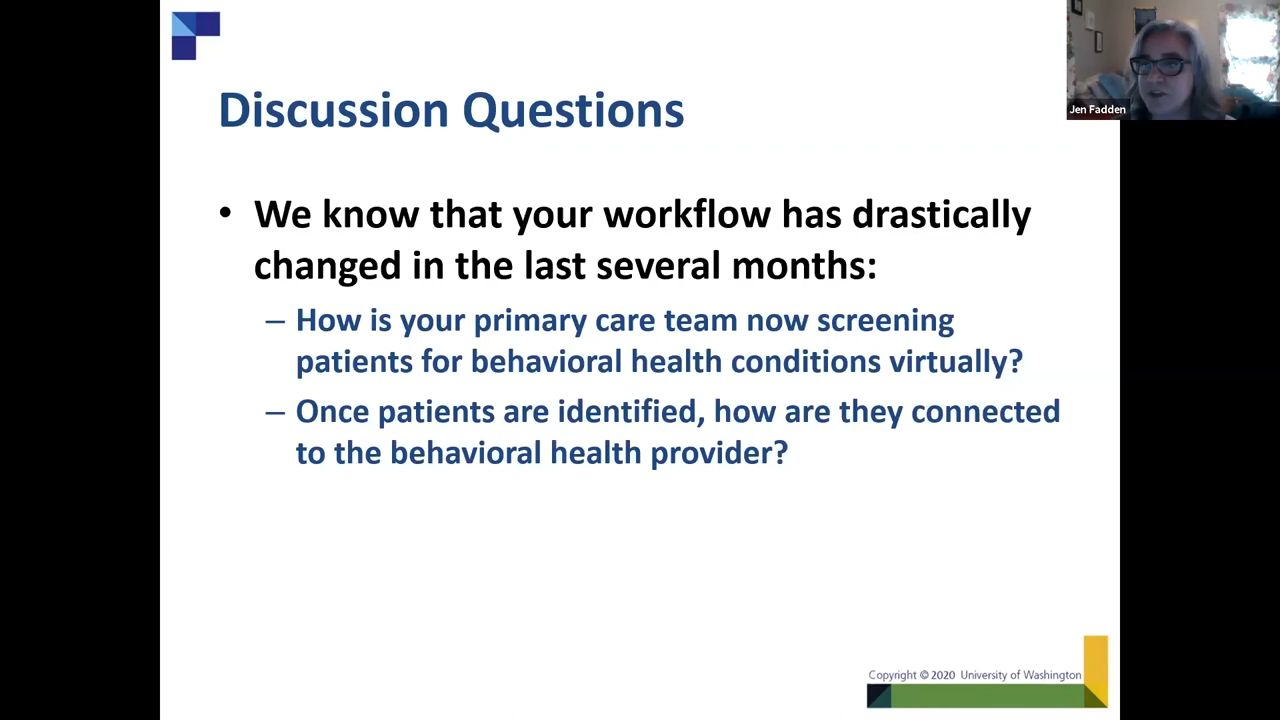 Jen Fadden
Discussion Questions
• We know that your workflow has drastically
changed in the last several months:
– How is your primary care team now screening
patients for behavioral health conditions virtually?
– Once patients are identified, how are they connected
to the behavioral health provider?
Copyright © 2020 University of Washington